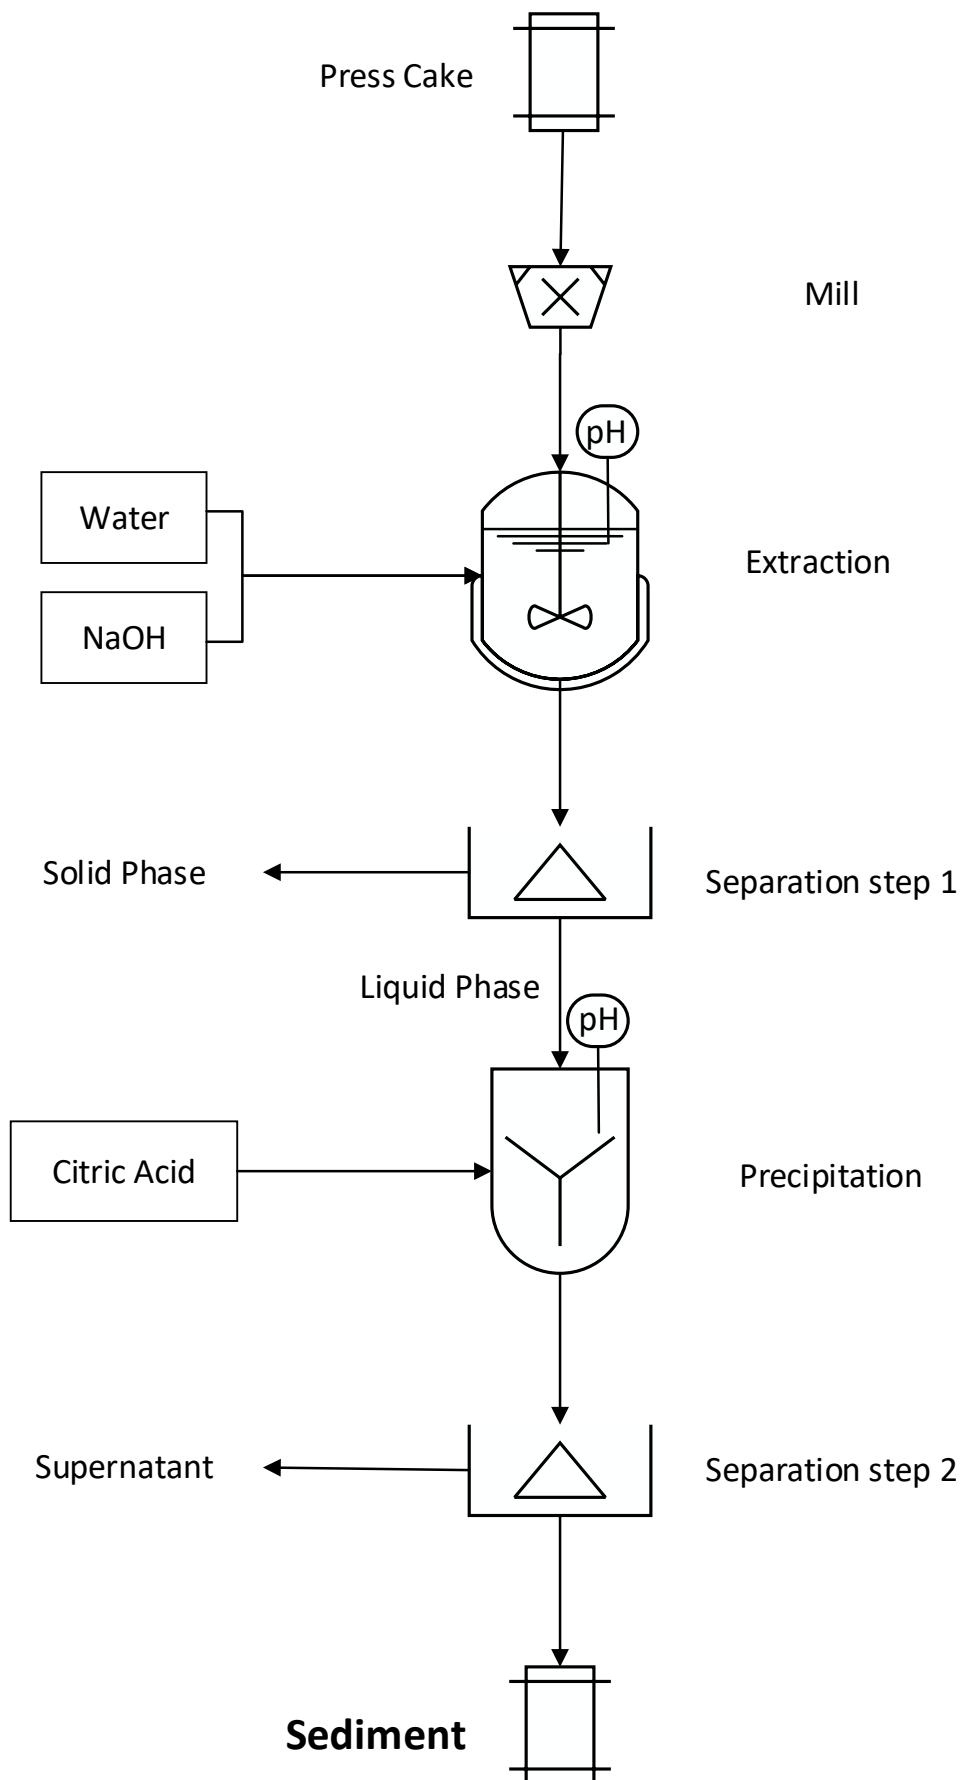 Press Cake
Mill
pH
Water
Extraction
NaOH
Solid Phase
Separation step 1
Liquid Phase
pH
Citric Acid
Precipitation
Supernatant
Separation step 2
Sediment